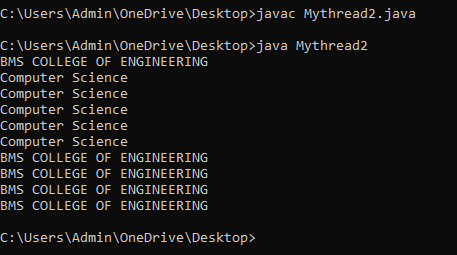 C:\Users\Admin\OneDrive\Desktop>javac Mythread2.java
C:\Users\Admin\OneDrive\Desktop>java Mythread2
BMS COLLEGE OF ENGINEERING
Computer Science
Computer Science
Computer Science
Computer Science
Computer Science
BMS COLLEGE OF ENGINEERING
BMS COLLEGE OF ENGINEERING
BMS COLLEGE OF ENGINEERING
BMS COLLEGE OF ENGINEERING
C:\Users\Admin\OneDrive\Desktop>